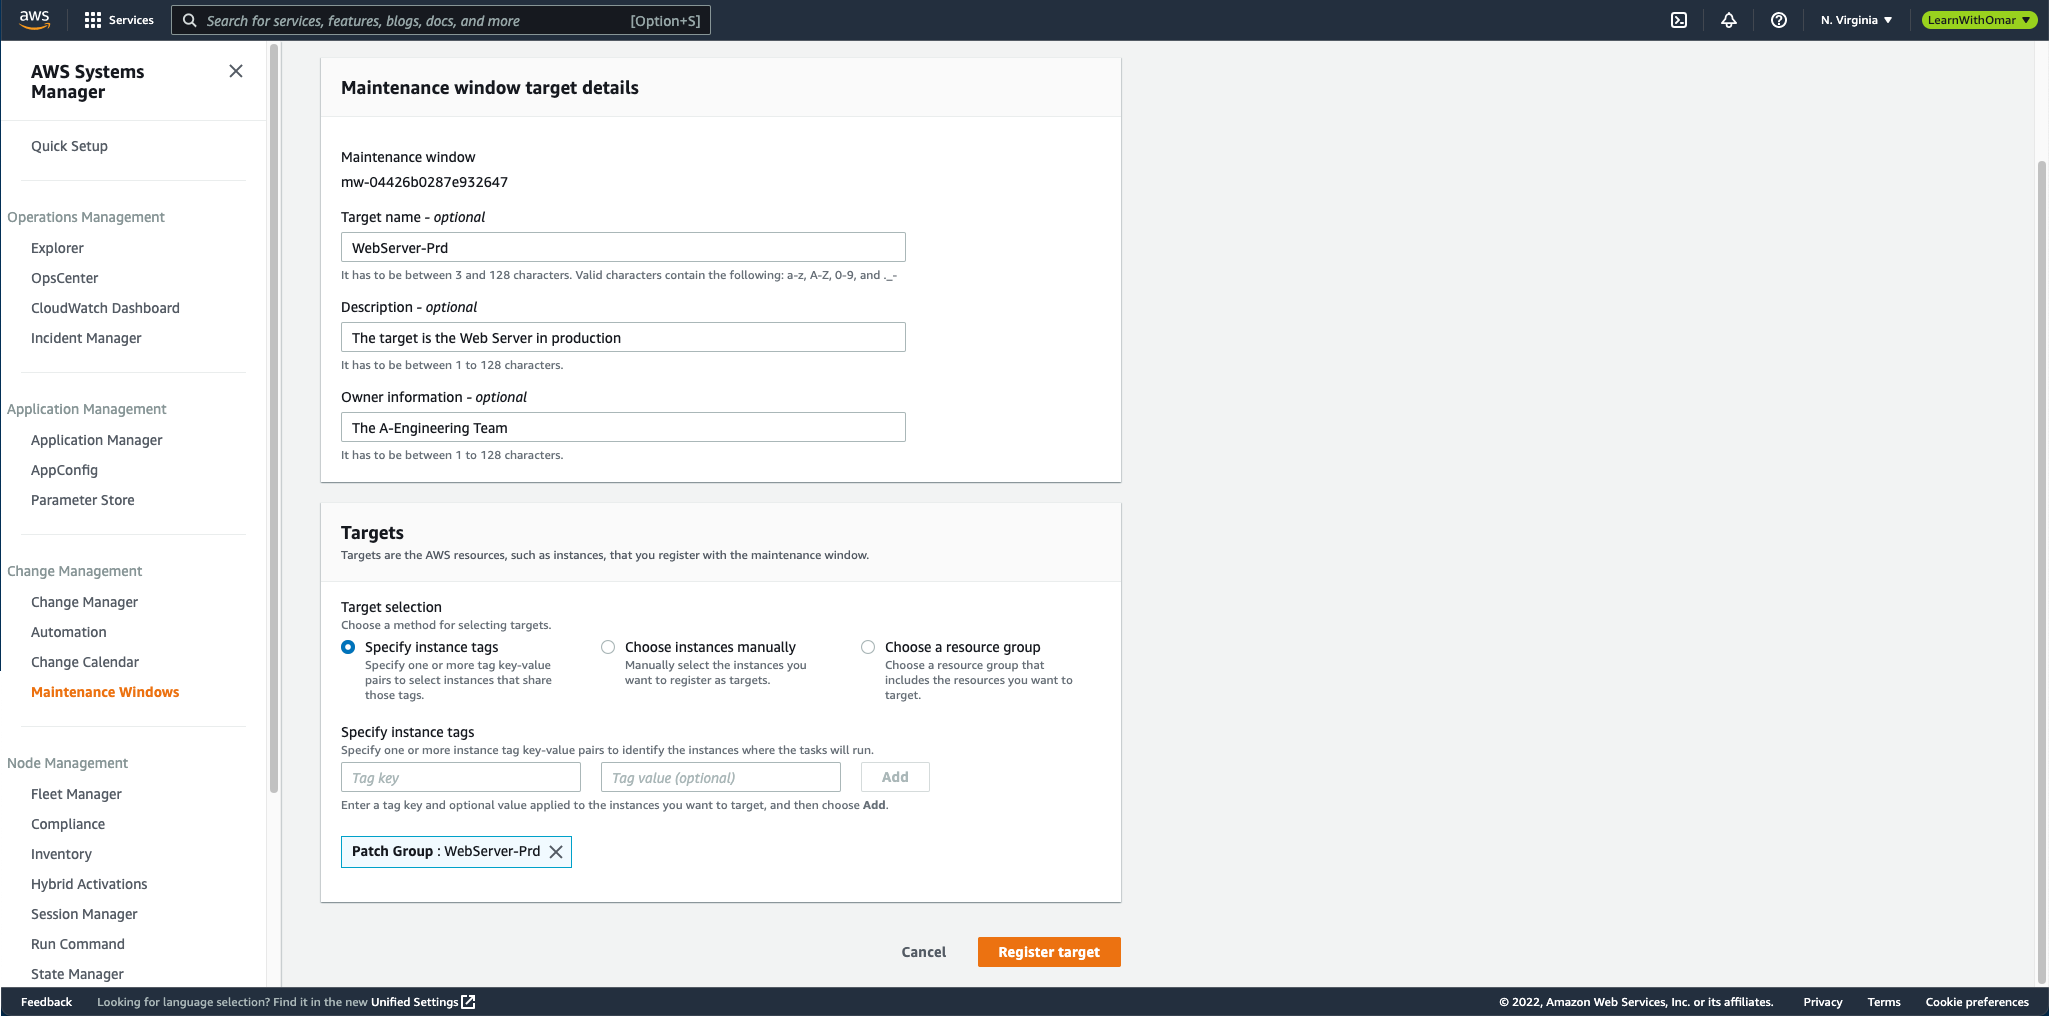 aws
Services
Search for services, features, blogs, docs, and more
[Option+S]
N. Virginia
LearnWithOmar
AWS Systems
Manager
Quick Setup
Operations Management
Explorer
OpsCenter
CloudWatch Dashboard
Incident Manager
Application Management
Application Manager
AppConfig
Parameter Store
Change Management
Change Manager
Automation
Change Calendar
Maintenance Windows
Node Management
Fleet Manager
Compliance
Inventory
Hybrid Activations
Session Manager
Run Command
State Manager
Maintenance window target details
Maintenance window
mw-04426b0287e932647
Target name - optional
WebServer-Prd
It has to be between 3 and 128 characters. Valid characters contain the following: a-z, A-Z, 0-9, and ._-
Description - optional
The target is the Web Server in production
It has to be between 1 to 128 characters.
Owner information - optional
The A-Engineering Team
It has to be between 1 to 128 characters.
Targets
Targets are the AWS resources, such as instances, that you register with the maintenance window.
Target selection
Choose a method for selecting targets.
Specify instance tags
Specify one or more tag key-value
pairs to select instances that share
those tags.
Choose instances manually
Manually select the instances you
want to register as targets.
Choose a resource group
Choose a resource group that
includes the resources you want to
target.
Specify instance tags
Specify one or more instance tag key-value pairs to identify the instances where the tasks will run.
Tag key
Tag value (optional)
Add
Enter a tag key and optional value applied to the instances you want to target, and then choose Add.
Patch Group : WebServer-Prd
Cancel
Register target
Feedback
Looking for language selection? Find it in the new Unified Settings
© 2022, Amazon Web Services, Inc. or its affiliates.
Privacy
Terms
Cookie preferences